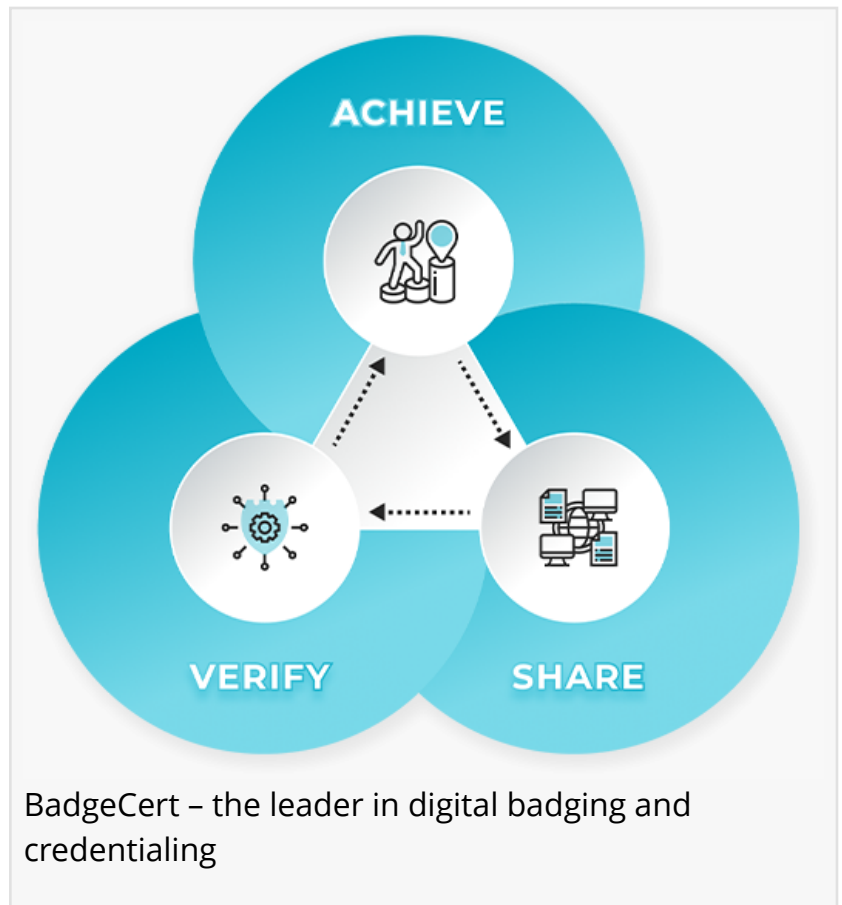 ACHIEVE
VERIFY
SHARE
BadgeCert – the leader in digital badging and
credentialing